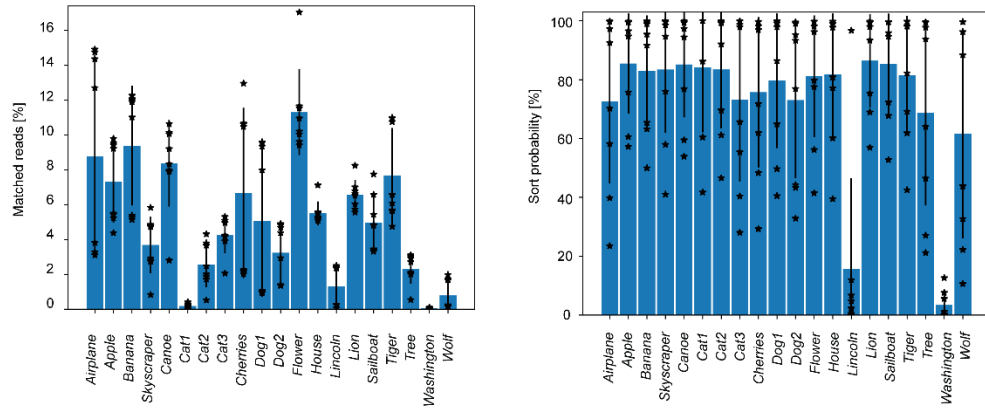 Matched reads [%]
16
14
12
10
8
6
4
2
0
Airplane
Apple
Banana
Skyscraper
Canoe
Cat1
Cat2
Cat3
Cherries
Dog1
Dog2
Flower
House
Lincoln
Lion
Sailboat
Tiger
Tree
Washington
Wolf
Sort probability [%]
100
80
60
40
20
0
Airplane
Apple
Banana
Skyscraper
Canoe
Cat1
Cat2
Cat3
Cherries
Dog1
Dog2
Flower
House
Lincoln
Lion
Sailboat
Tiger
Tree
Washington
Wolf